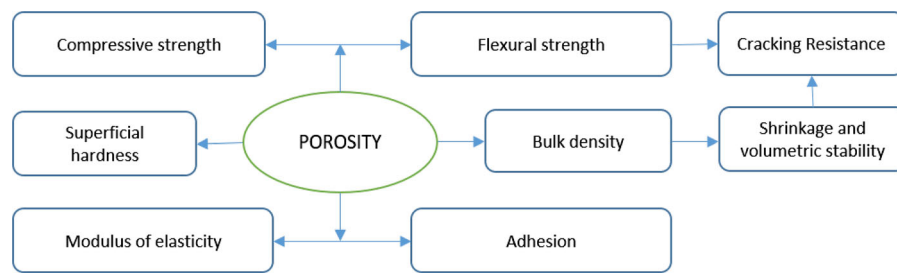 Compressive strength
Flexural strength
Cracking Resistance
Superficial
hardness
POROSITY
Bulk density
Shrinkage and
volumetric stability
Modulus of elasticity
Adhesion